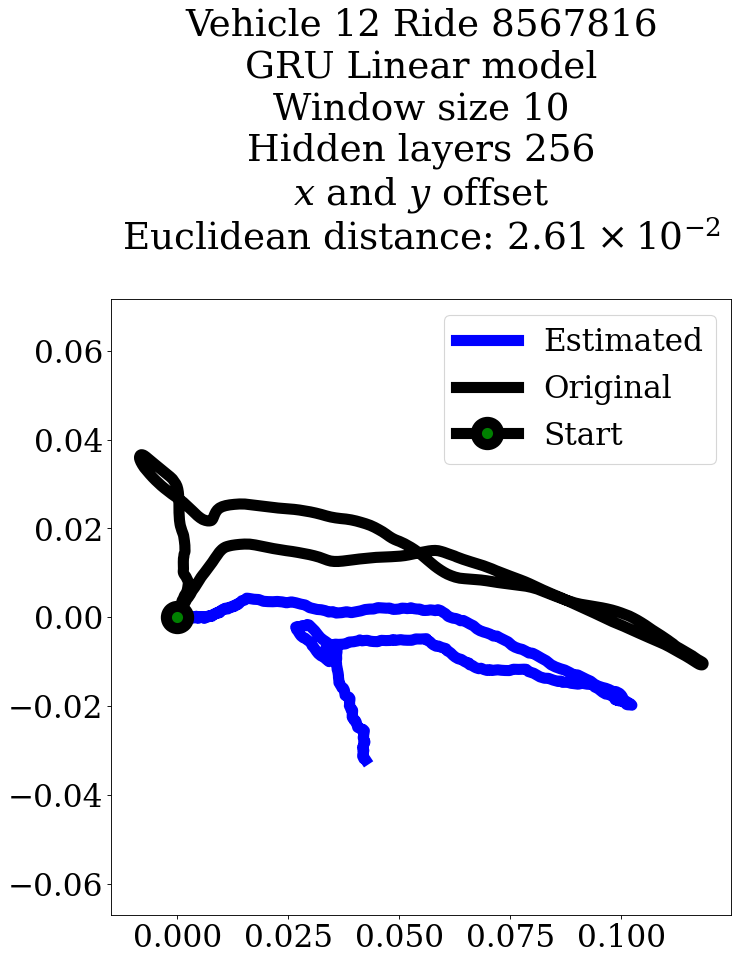 Vehicle 12 Ride 8567816
GRU Linear model
Window size 10
Hidden layers 256
x and y offset
Euclidean distance: 2.61 × 10⁻²
Estimated
Original
Start
0.06
0.04
0.02
0.00
−0.02
−0.04
−0.06
0.000 0.025 0.050 0.075 0.100